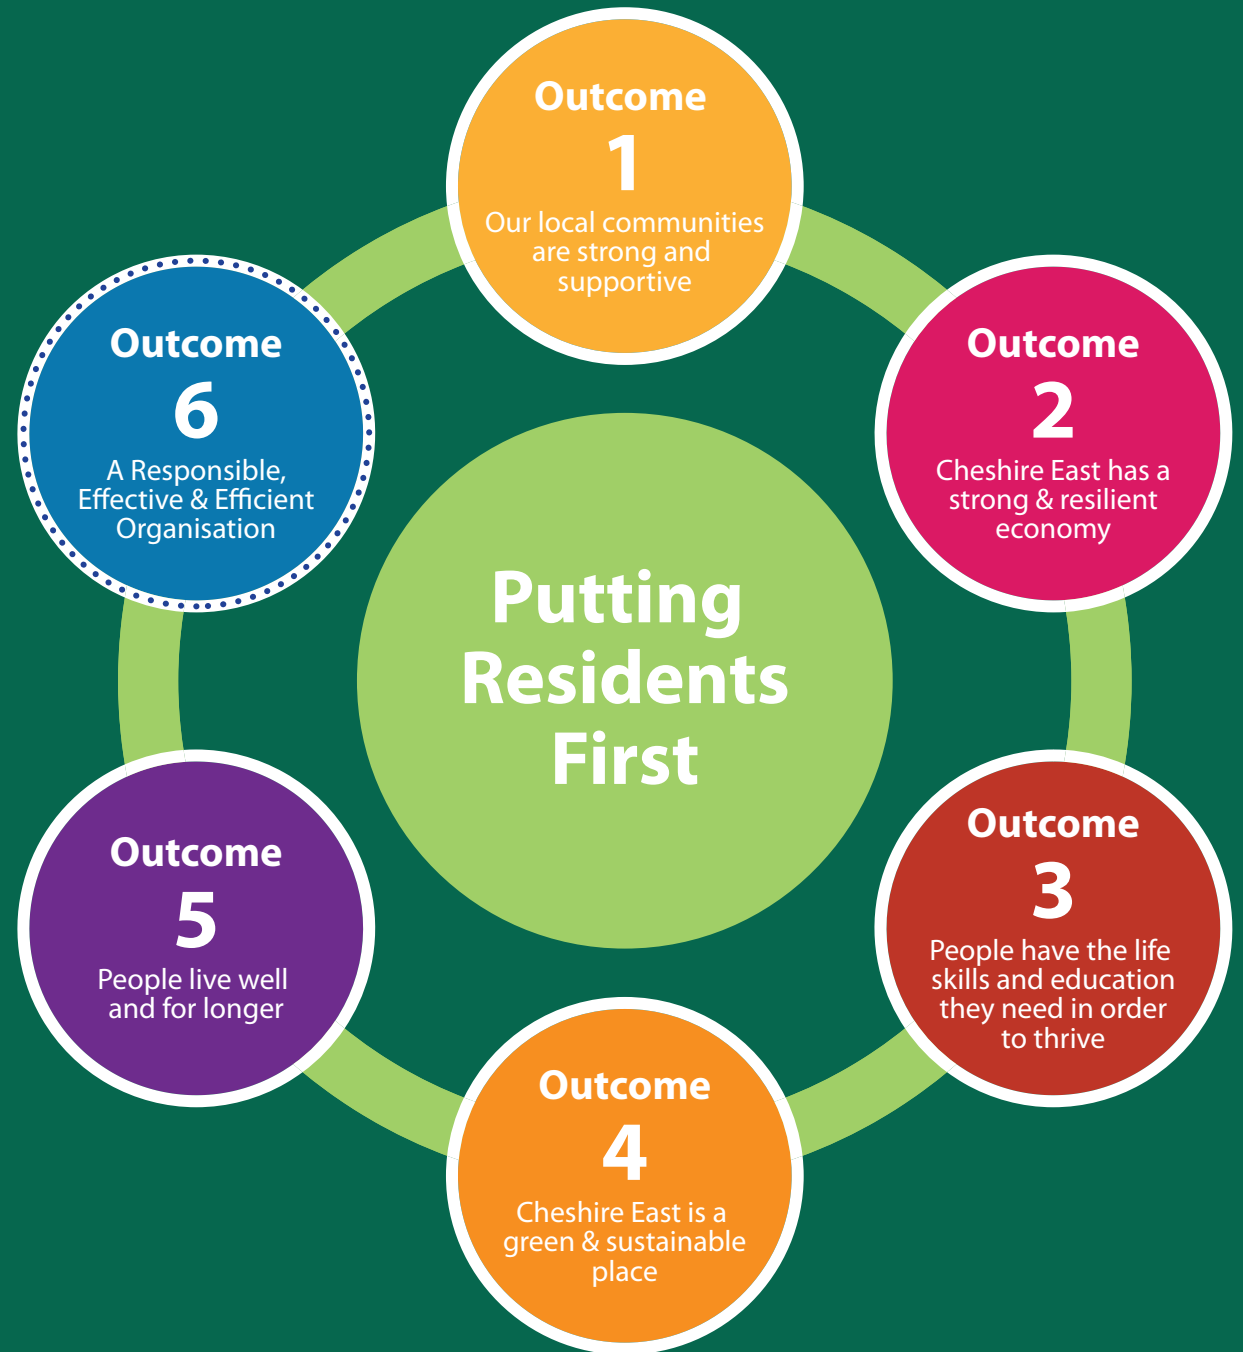 Outcome
1
Our local communities
are strong and
supportive
Outcome
2
Cheshire East has a
strong & resilient
economy
Outcome
3
People have the life
skills and education
they need in order
to thrive
Outcome
4
Cheshire East is a
green & sustainable
place
Outcome
5
People live well
and for longer
Outcome
6
A Responsible,
Effective & Efficient
Organisation
Putting
Residents
First